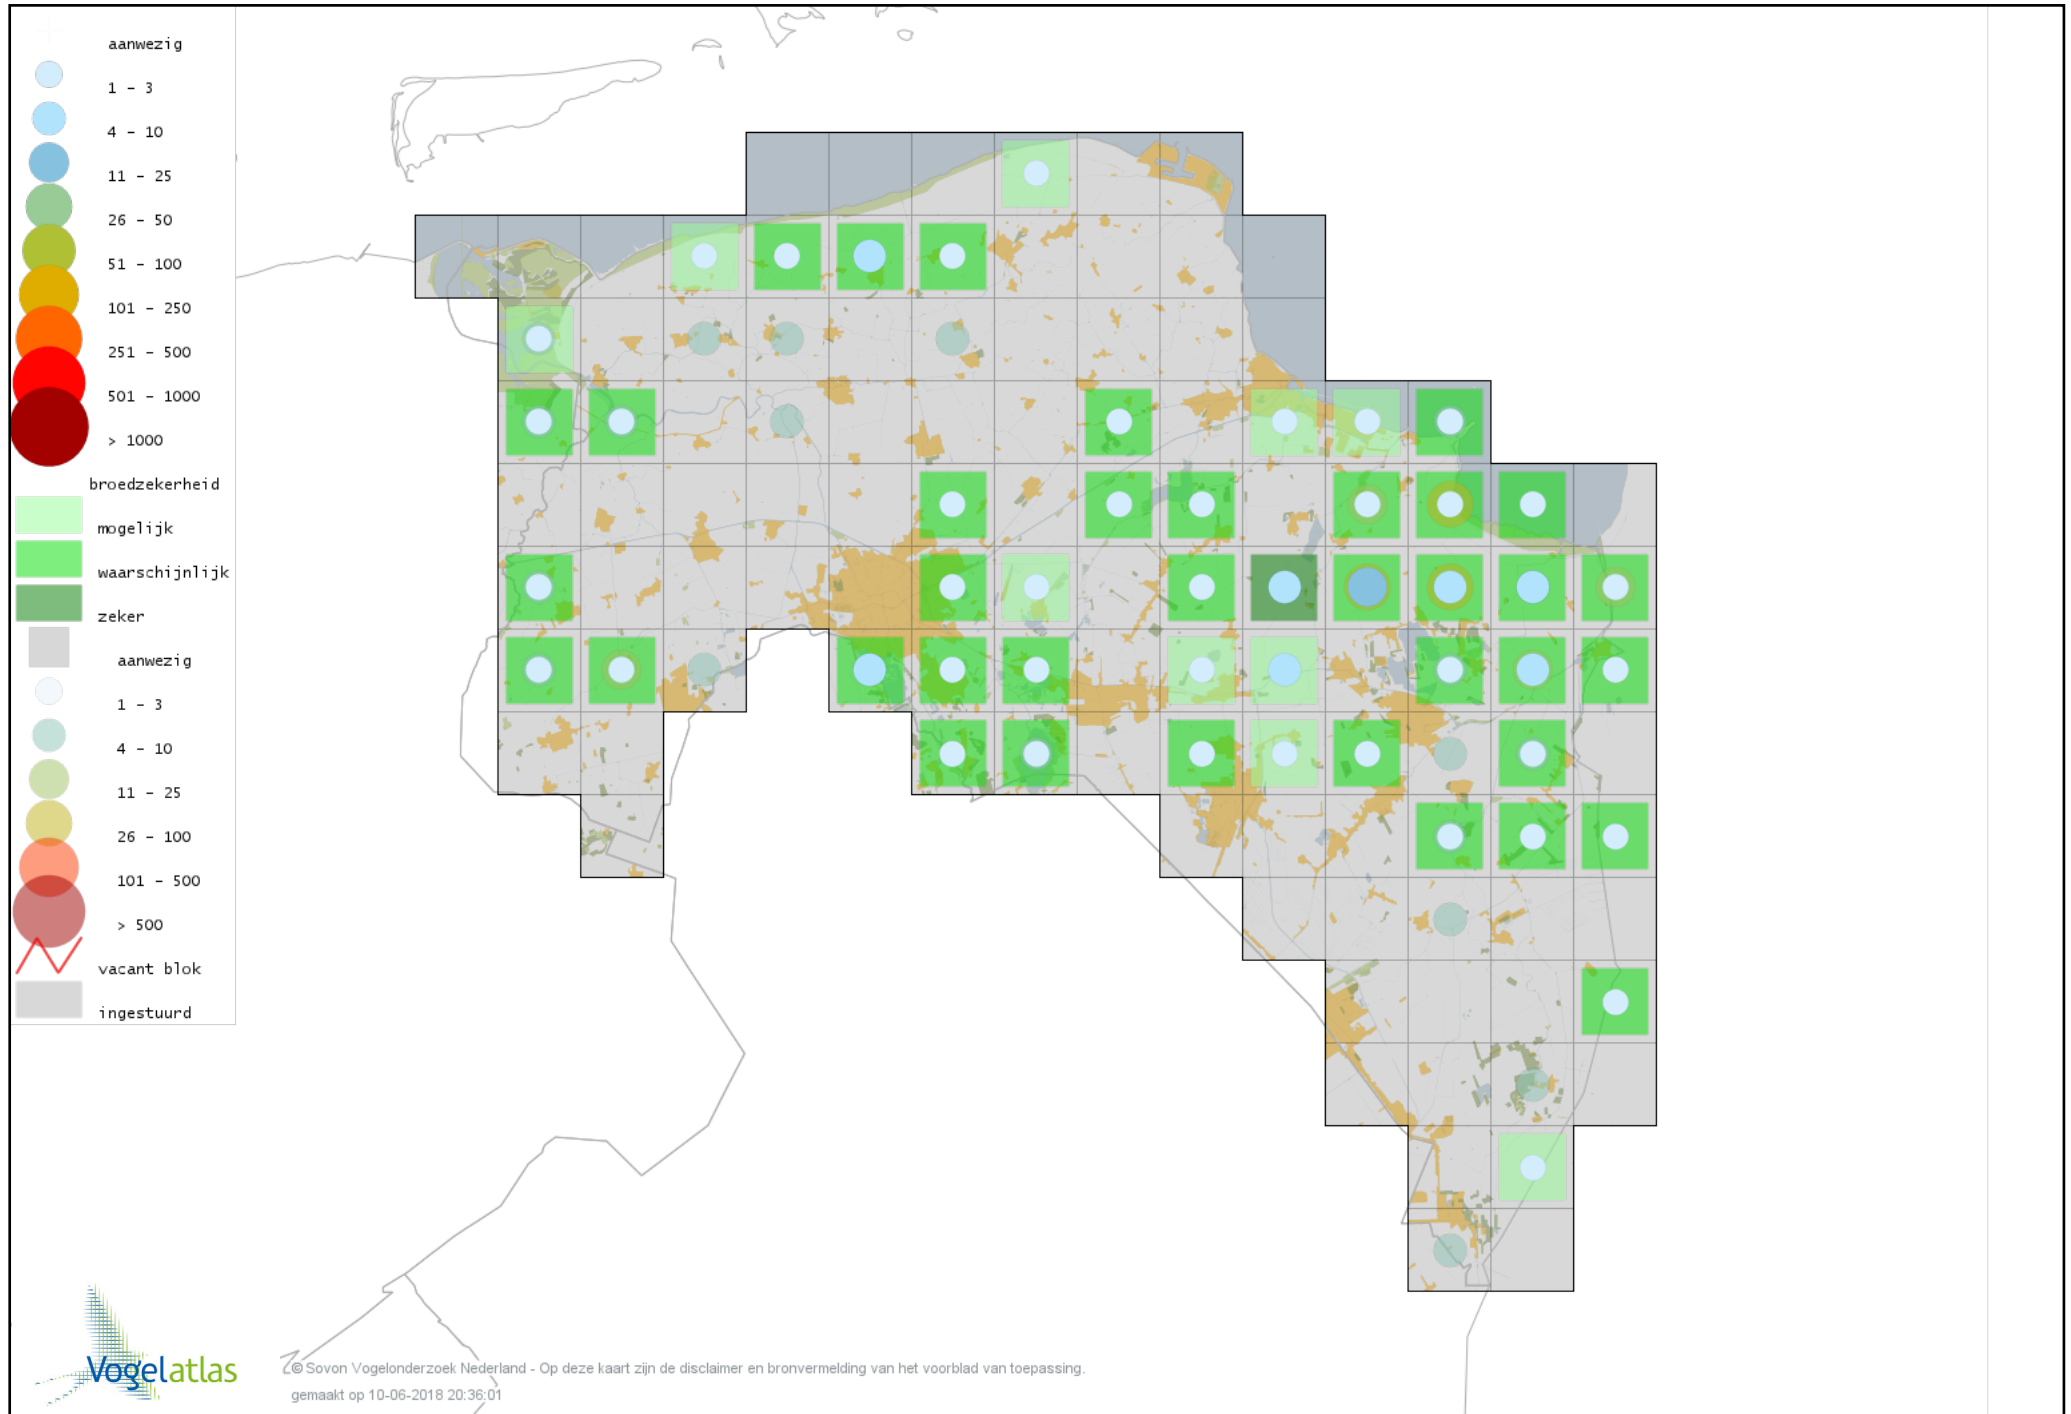 aanwezig
1 - 3
4 - 10
11 - 25
26 - 50
51 - 100
101 - 250
251 - 500
501 - 1000
> 1000
broedzekerheid
mogelijk
waarschijnlijk
zeker
aanwezig
1 - 3
4 - 10
11 - 25
26 - 100
101 - 500
> 500
vacant blok
ingestuurd
Vogelatlas
© Sovon Vogelonderzoek Nederland - Op deze kaart zijn de disclaimer en bronvermelding van het voorblad van toepassing.
gemaakt op 10-06-2018 20:36:01